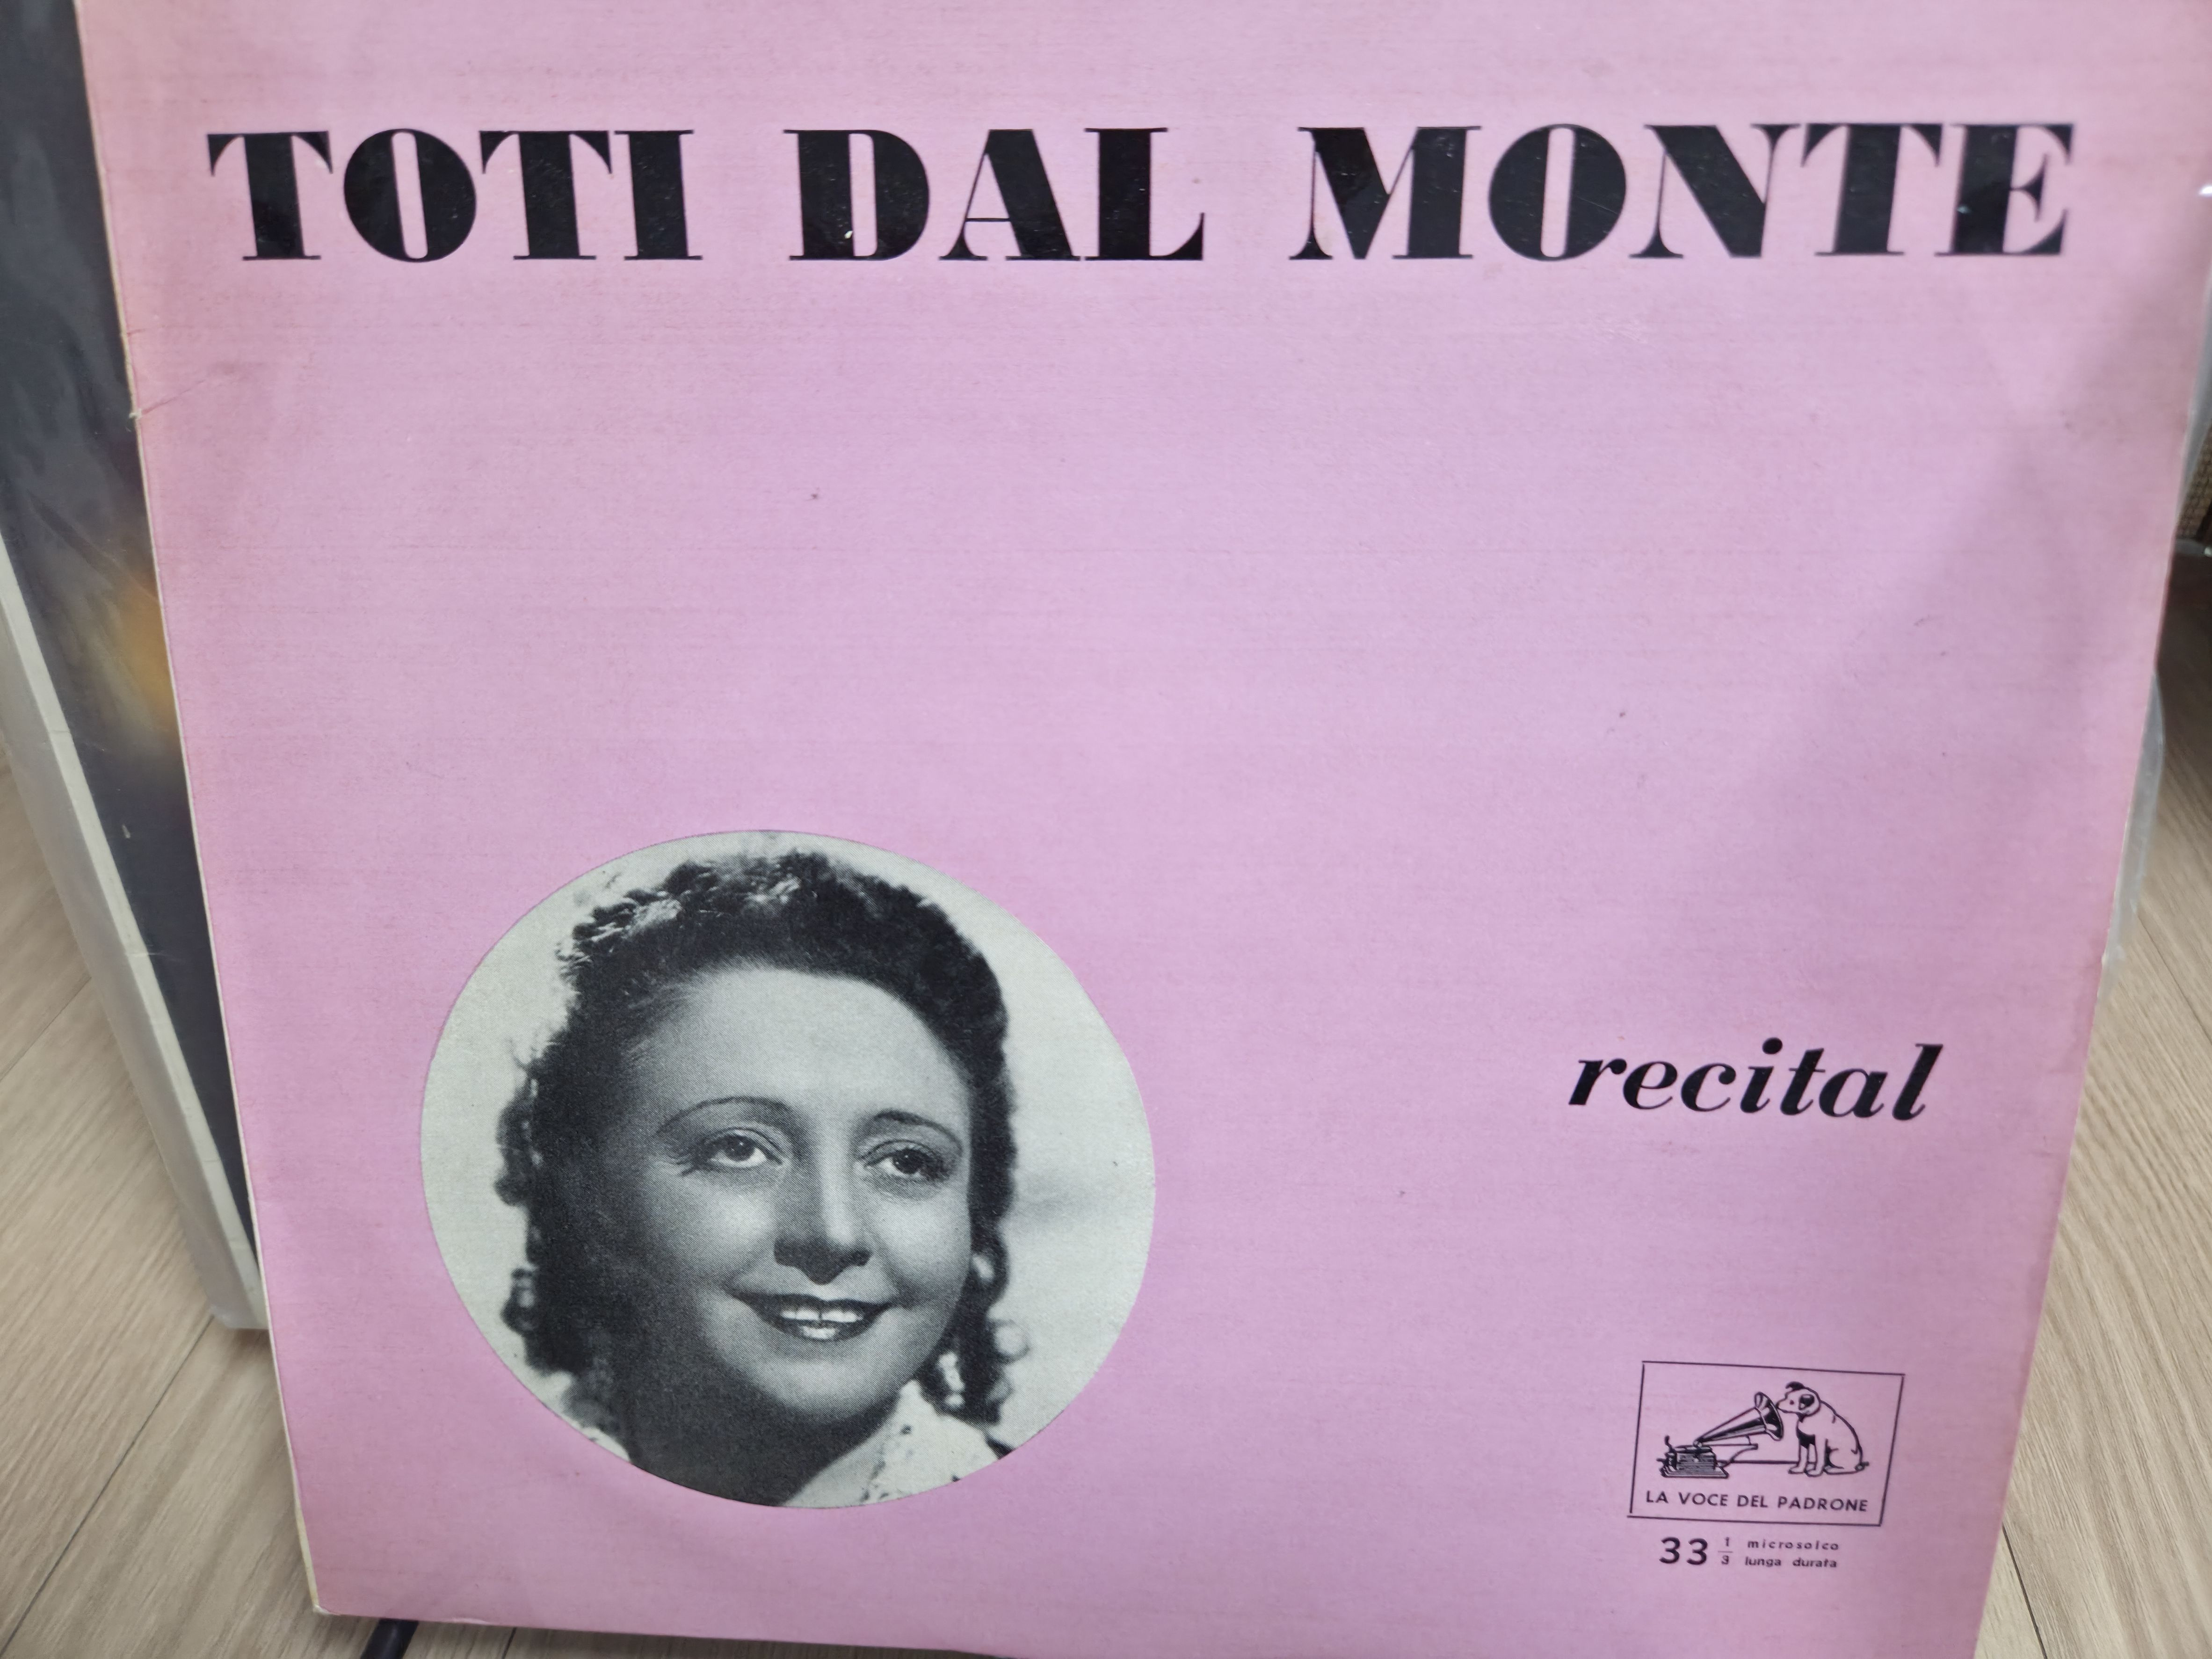 TOTI DAL MONTE
recital
LA VOCE DEL PADRONE
33 1/3 microsolco
lunga durata